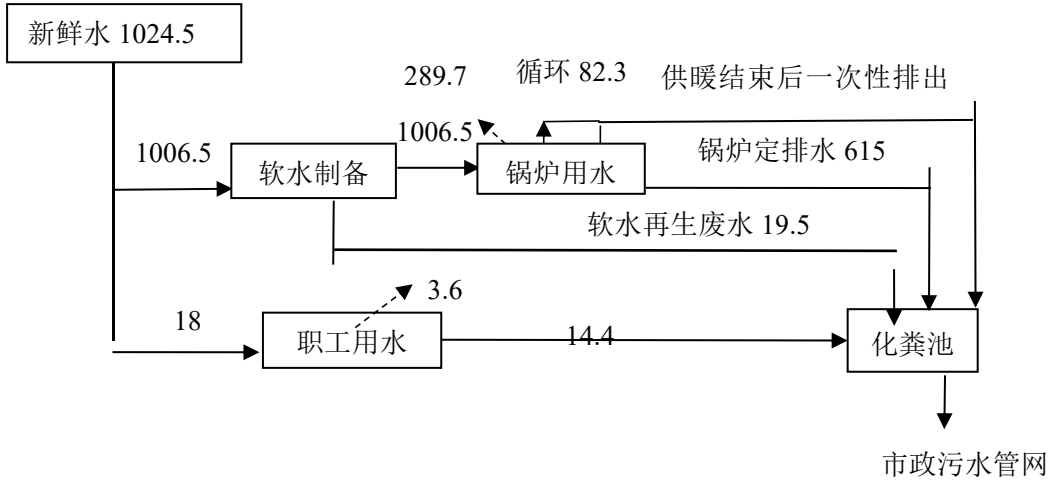 新鲜水 1024.5
289.7
循环 82.3
供暖结束后一次性排出
1006.5
1006.5
软水制备
锅炉用水
锅炉定排水 615
软水再生废水 19.5
3.6
18
职工用水
14.4
化粪池
市政污水管网